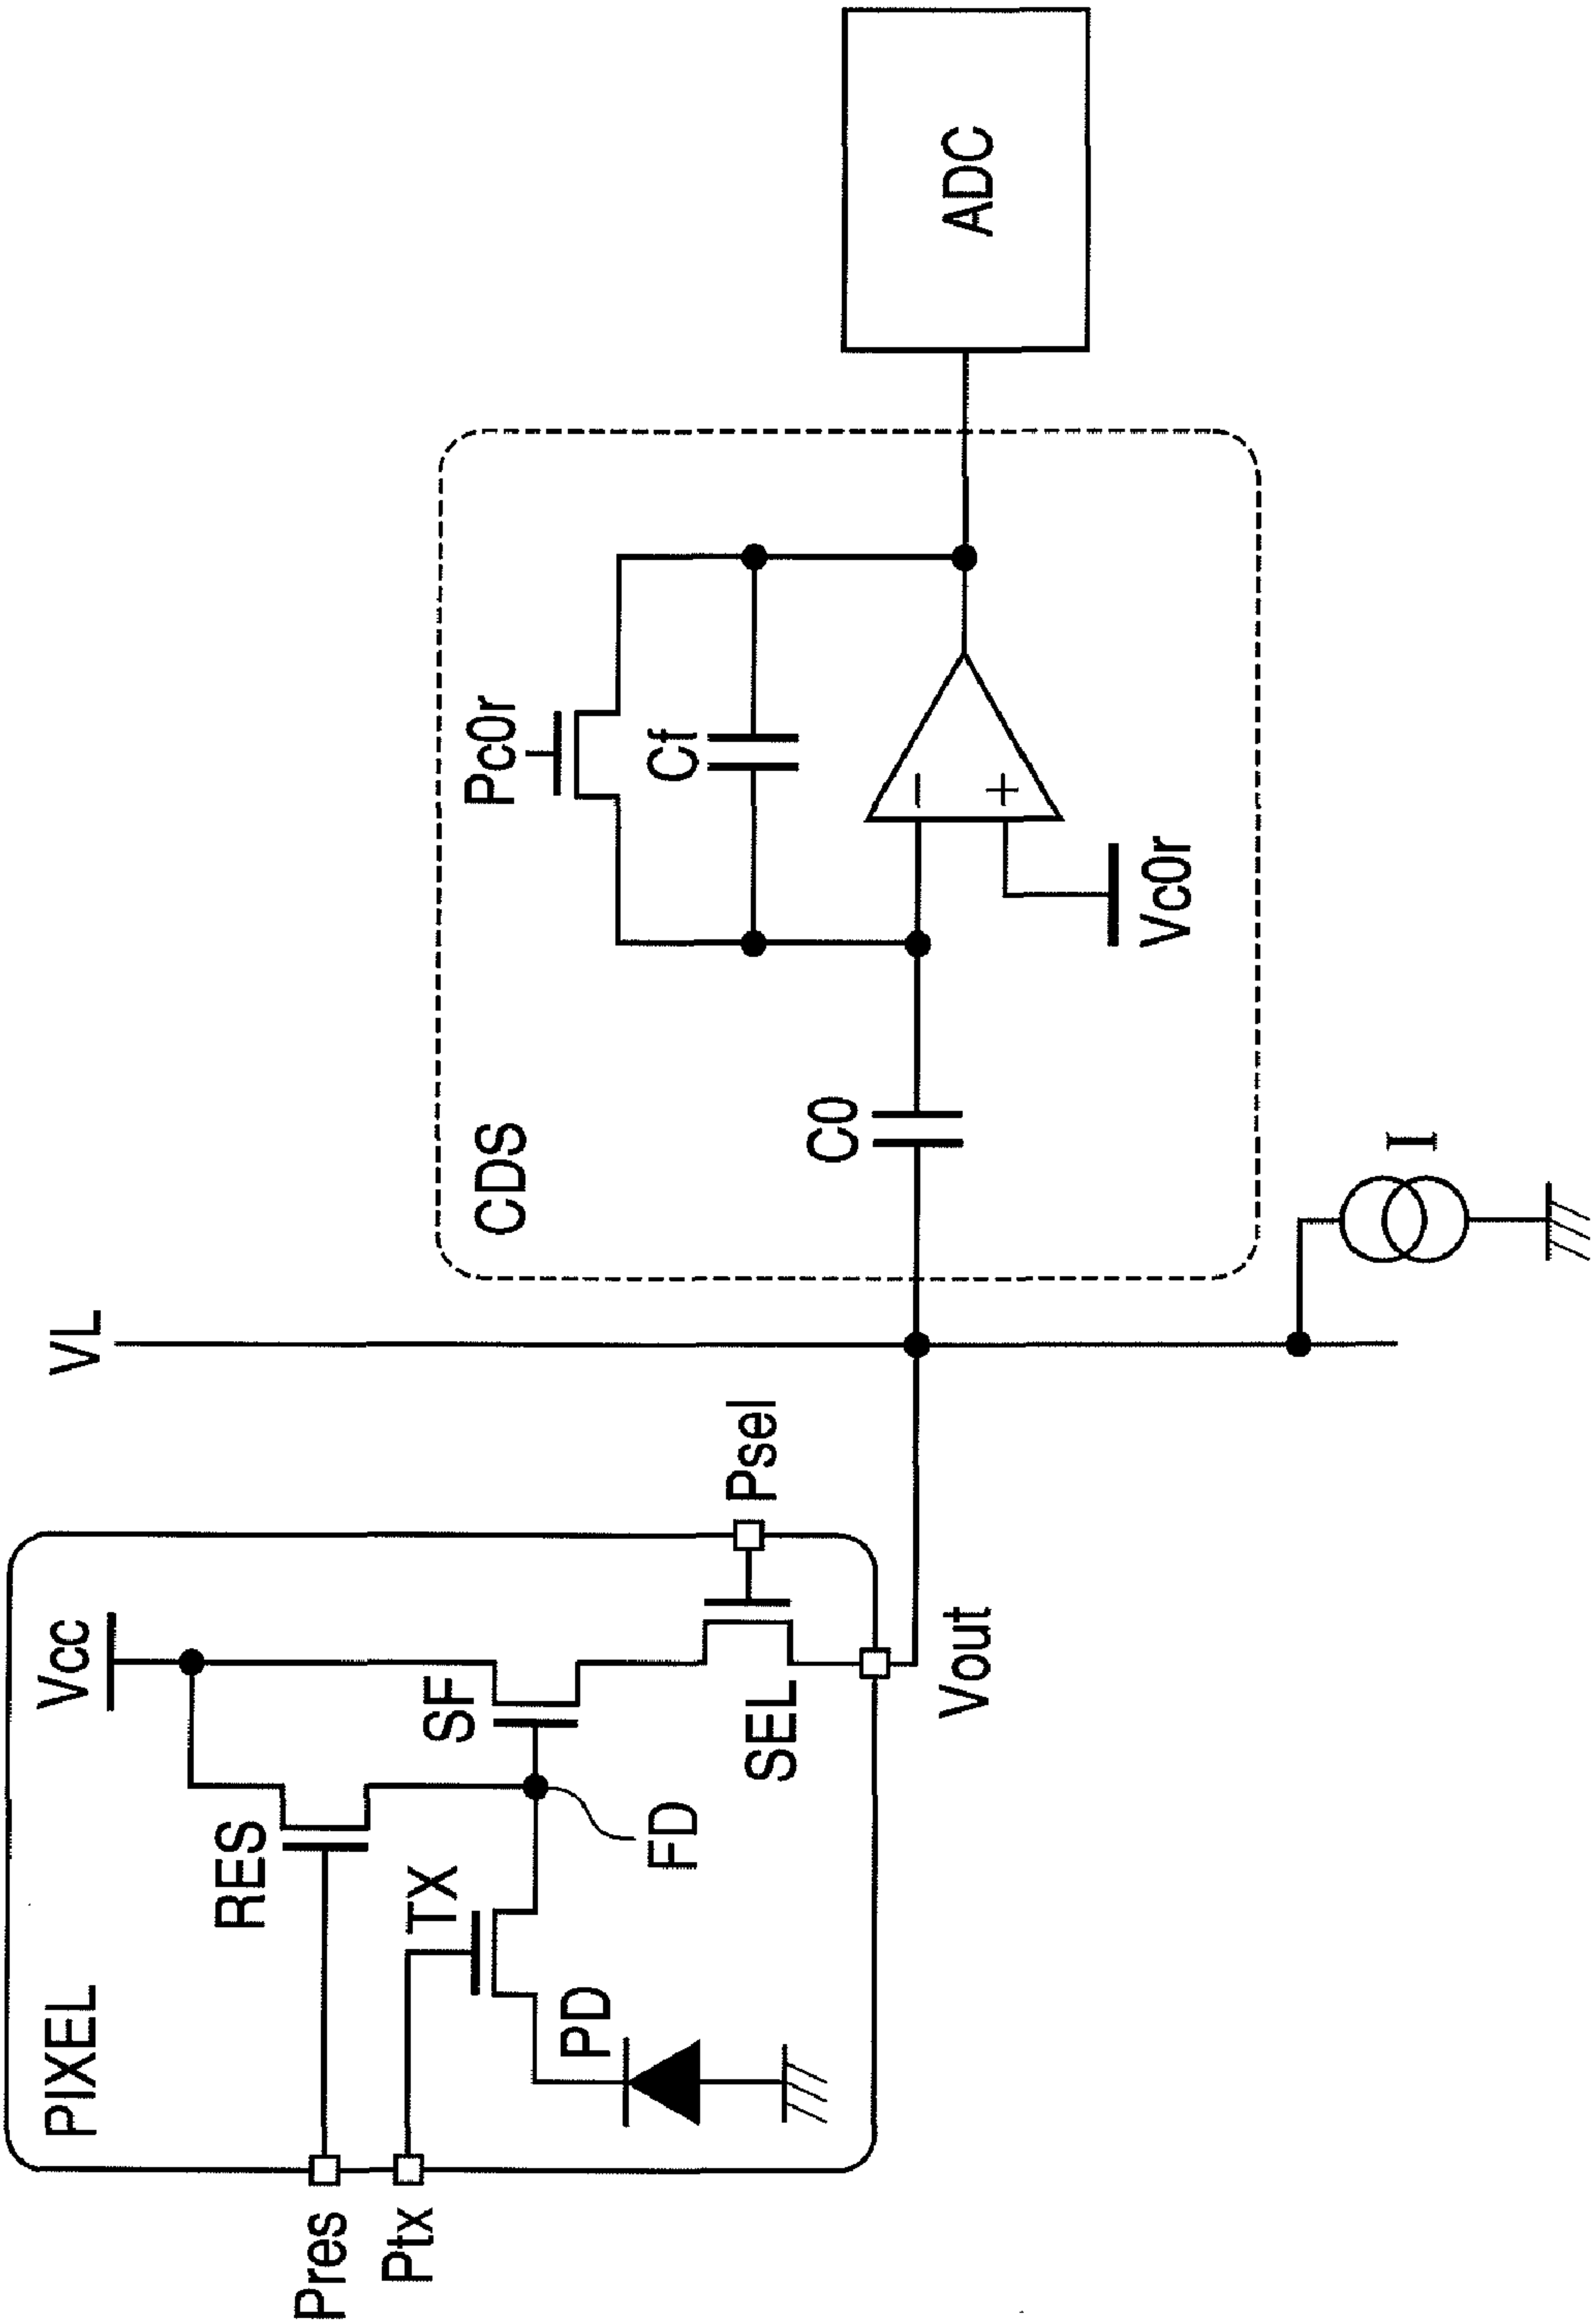 PIXEL
Vcc
VL
RES
SF
Pres
TX
Ptx
FD
PD
SEL
Psel
Vout
CDS
Pc0r
Cf
C0
−
+
Vc0r
I
ADC